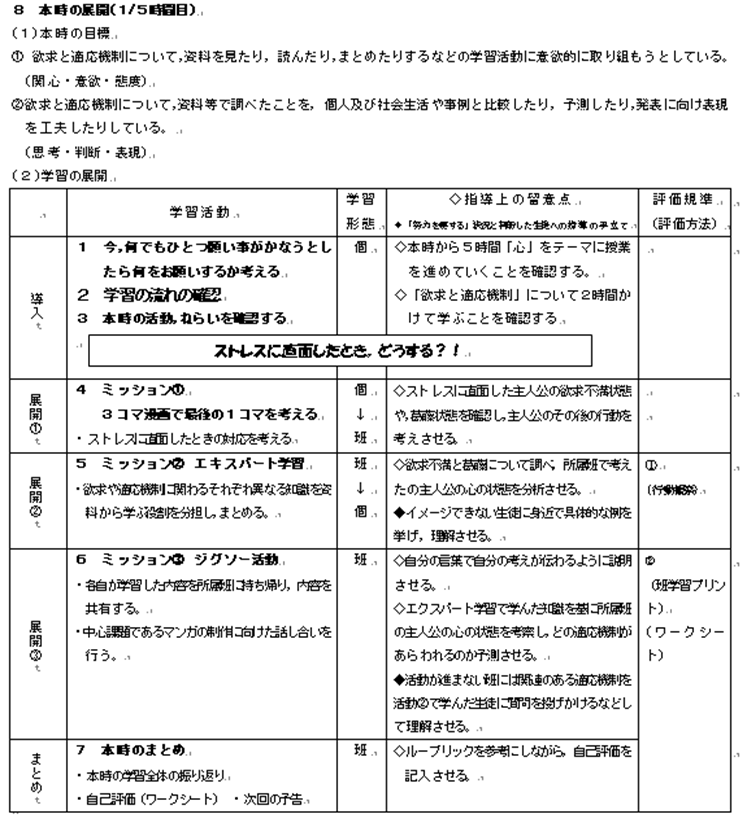 8 本時の展開(1/5時間目)
(1)本時の目標
① 欲求と適応機制について,資料を見たり,読んだり,まとめたりするなどの学習活動に意欲的に取り組もうとしている。
(関心・意欲・態度)
②欲求と適応機制について,資料等で調べたことを,個人及び社会生活や事例と比較したり,予測したり,発表に向け表現
を工夫したりしている。
(思考・判断・表現)
(2)学習の展開
学習活動
学習
形態
◇指導上の留意点
◆「努力を要する」状況と判断した生徒への指導の手立て
評価規準
(評価方法)
導入
1 今,何でもひとつ願い事がかなうとし
たら何をお願いするか考える
2 学習の流れの確認
3 本時の活動,ねらいを確認する
個
◇本時から5時間「心」をテーマに授業
を進めていくことを確認する。
◇「欲求と適応機制」について2時間か
けて学ぶことを確認する
ストレスに直面したとき,どうする?!
展開①
4 ミッション①
3コマ漫画で最後の1コマを考える
・ストレスに直面したときの対応を考える
個
↓
班
◇ストレスに直面した主人公の欲求不満状態
や,葛藤状態を確認し,主人公のその後の行動を
考えさせる。
展開②
5 ミッション② エキスパート学習
・欲求や適応機制に関わるそれぞれ異なる知識を資
料から学ぶ役割を分担し,まとめる。
班
↓
個
◇欲求不満と葛藤について調べ,所属班で考え
たの主人公の心の状態を分析させる。
◆イメージできない生徒に身近で具体的な例を
挙げ,理解させる。
①
(行動観察)
展開③
6 ミッション③ ジグソー活動
・各自が学習した内容を所属班に持ち帰り,内容を
共有する。
・中心課題であるマンガの制作に向けた話し合いを
行う。
班
◇自分の言葉で自分の考えが伝わるように説明
させる。
◇エクスパート学習で学んだ知識を基に所属班
の主人公の心の状態を考察し,どの適応機制が
あらわれるのか予測させる。
◆活動が進まない班には関連のある適応機制を
活動②で学んだ生徒に質問を投げかけるなどし
て理解させる。
②
(班学習プリン
ト)
(ワークシー
ト)
まとめ
7 本時のまとめ
・本時の学習全体の振り返り
・自己評価(ワークシート) ・次回の予告
班
◇ルーブリックを参考にしながら,自己評価を
記入させる。